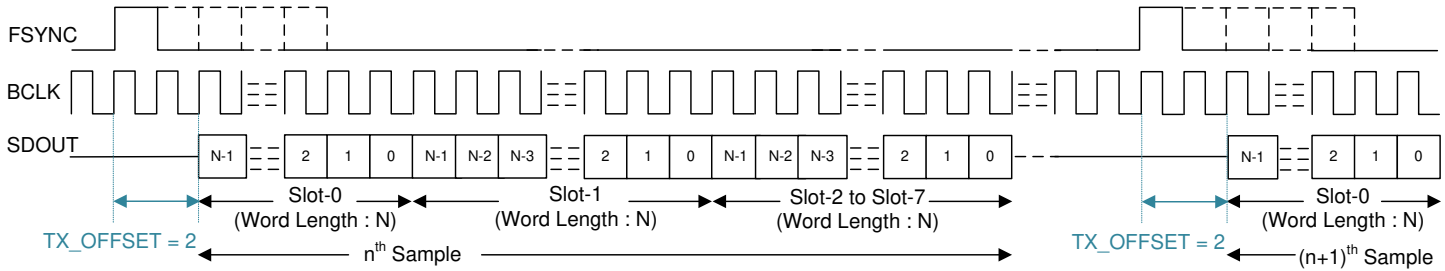 FSYNC
BCLK
SDOUT
N-1 2 1 0 N-1 N-2 N-3 2 1 0 N-1 N-2 N-3 2 1 0 N-1 2 1 0
Slot-0 Slot-1 Slot-2 to Slot-7 Slot-0
(Word Length : N) (Word Length : N) (Word Length : N) (Word Length : N)
TX_OFFSET = 2 TX_OFFSET = 2
nth Sample (n+1)th Sample